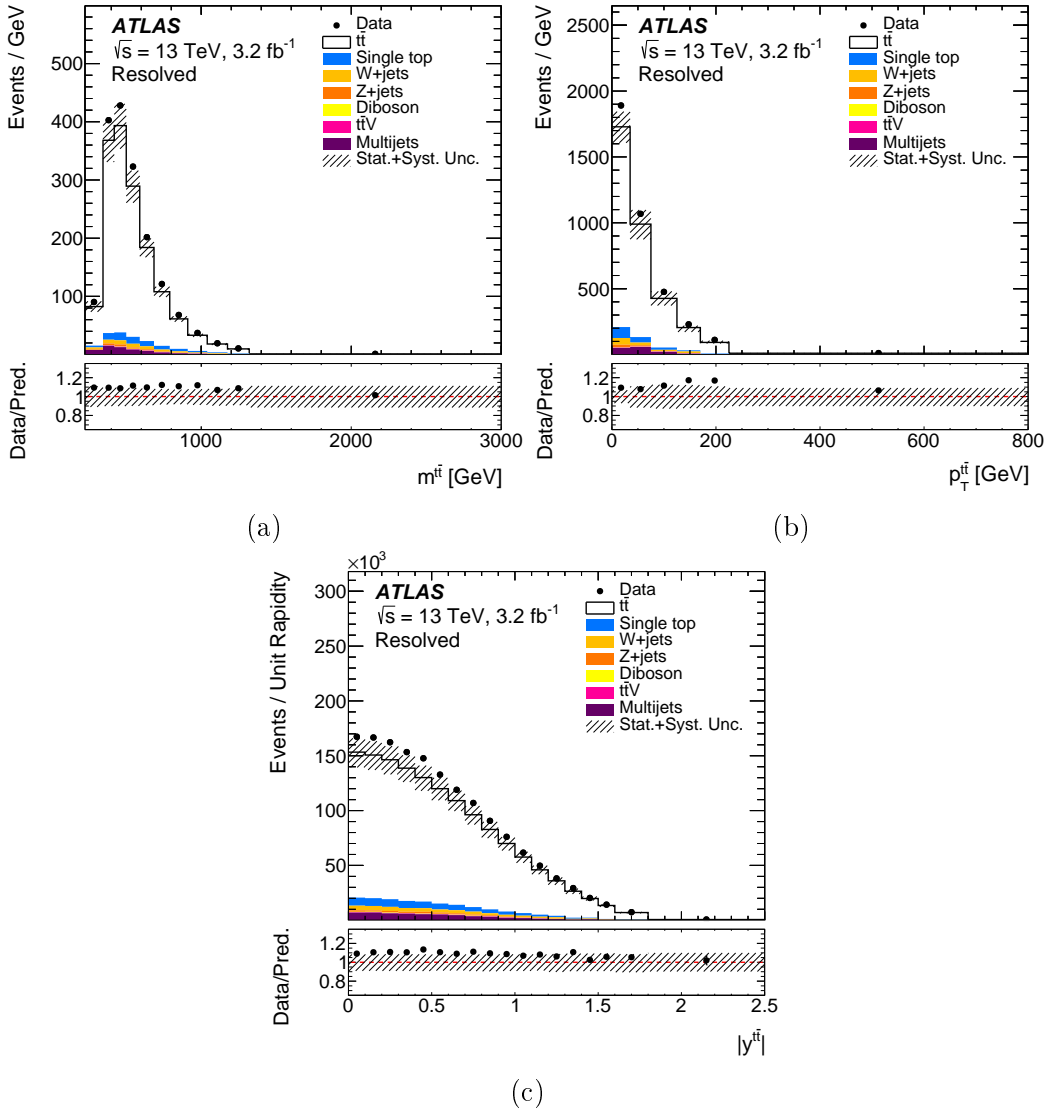 ATLAS
√s = 13 TeV, 3.2 fb⁻¹
Resolved
Data
tt̄
Single top
W+jets
Z+jets
Diboson
tt̄V
Multijets
Stat.+Syst. Unc.
Events / GeV
500
400
300
200
100
Data/Pred.
1.2
1
0.8
1000 2000 3000
m^{tt̄} [GeV]
(a)
ATLAS
√s = 13 TeV, 3.2 fb⁻¹
Resolved
Data
tt̄
Single top
W+jets
Z+jets
Diboson
tt̄V
Multijets
Stat.+Syst. Unc.
Events / GeV
2500
2000
1500
1000
500
Data/Pred.
1.2
1
0.8
0 200 400 600 800
p_T^{tt̄} [GeV]
(b)
×10³
ATLAS
√s = 13 TeV, 3.2 fb⁻¹
Resolved
Data
tt̄
Single top
W+jets
Z+jets
Diboson
tt̄V
Multijets
Stat.+Syst. Unc.
Events / Unit Rapidity
300
250
200
150
100
50
Data/Pred.
1.2
1
0.8
0 0.5 1 1.5 2 2.5
|y^{tt̄}|
(c)